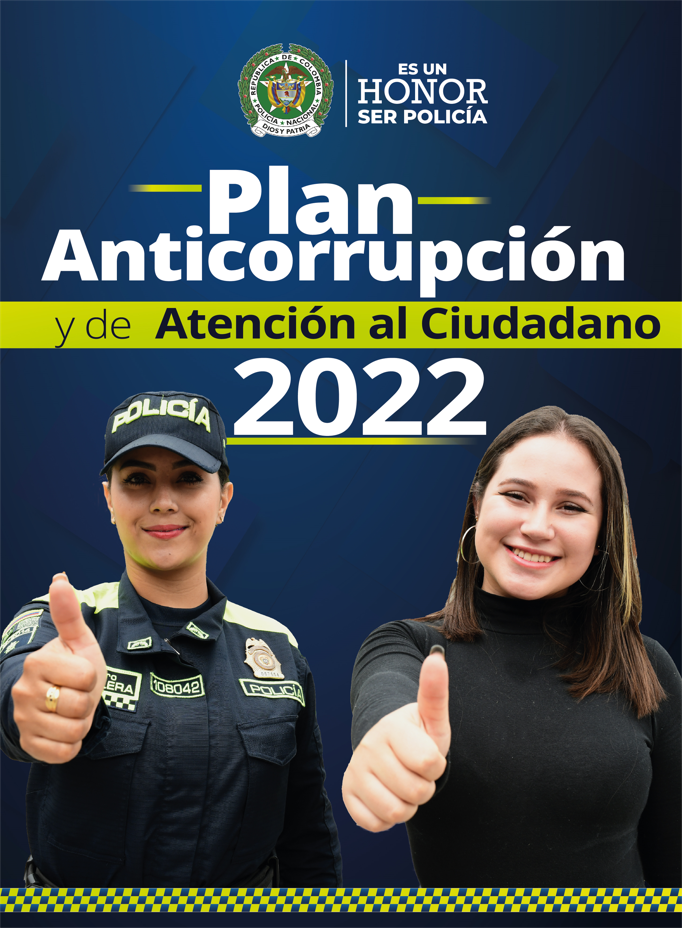 REPÚBLICA DE COLOMBIA
POLICÍA NACIONAL
DIOS Y PATRIA
ES UN
HONOR
SER POLICÍA
Plan
Anticorrupción
y de Atención al Ciudadano
2022
POLICÍA
108042
POLICÍA